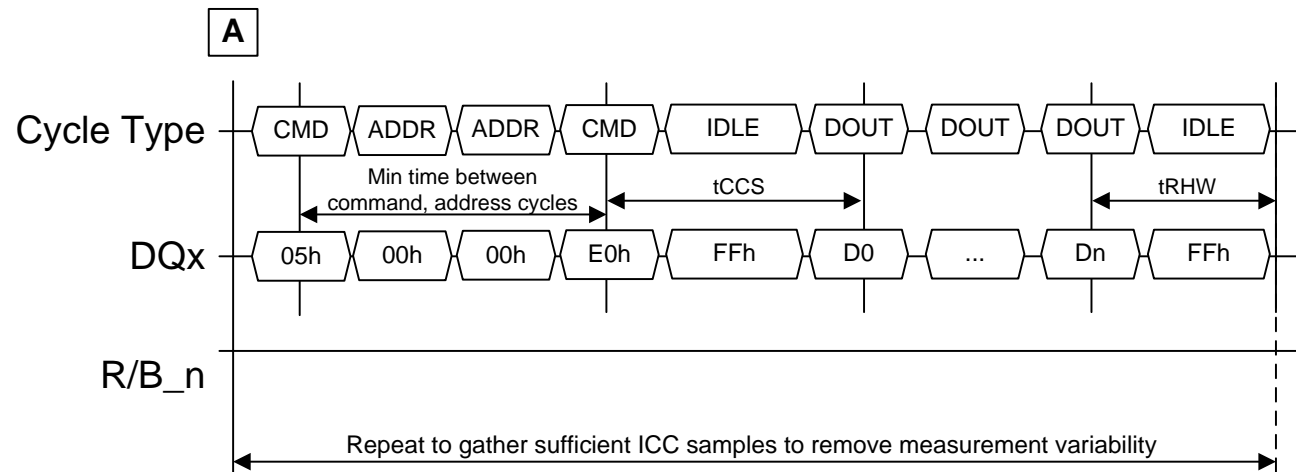 A
Cycle Type
CMD ADDR ADDR CMD IDLE DOUT DOUT DOUT IDLE
Min time between
command, address cycles
tCCS
tRHW
DQx
05h 00h 00h E0h FFh D0 ... Dn FFh
R/B_n
Repeat to gather sufficient ICC samples to remove measurement variability